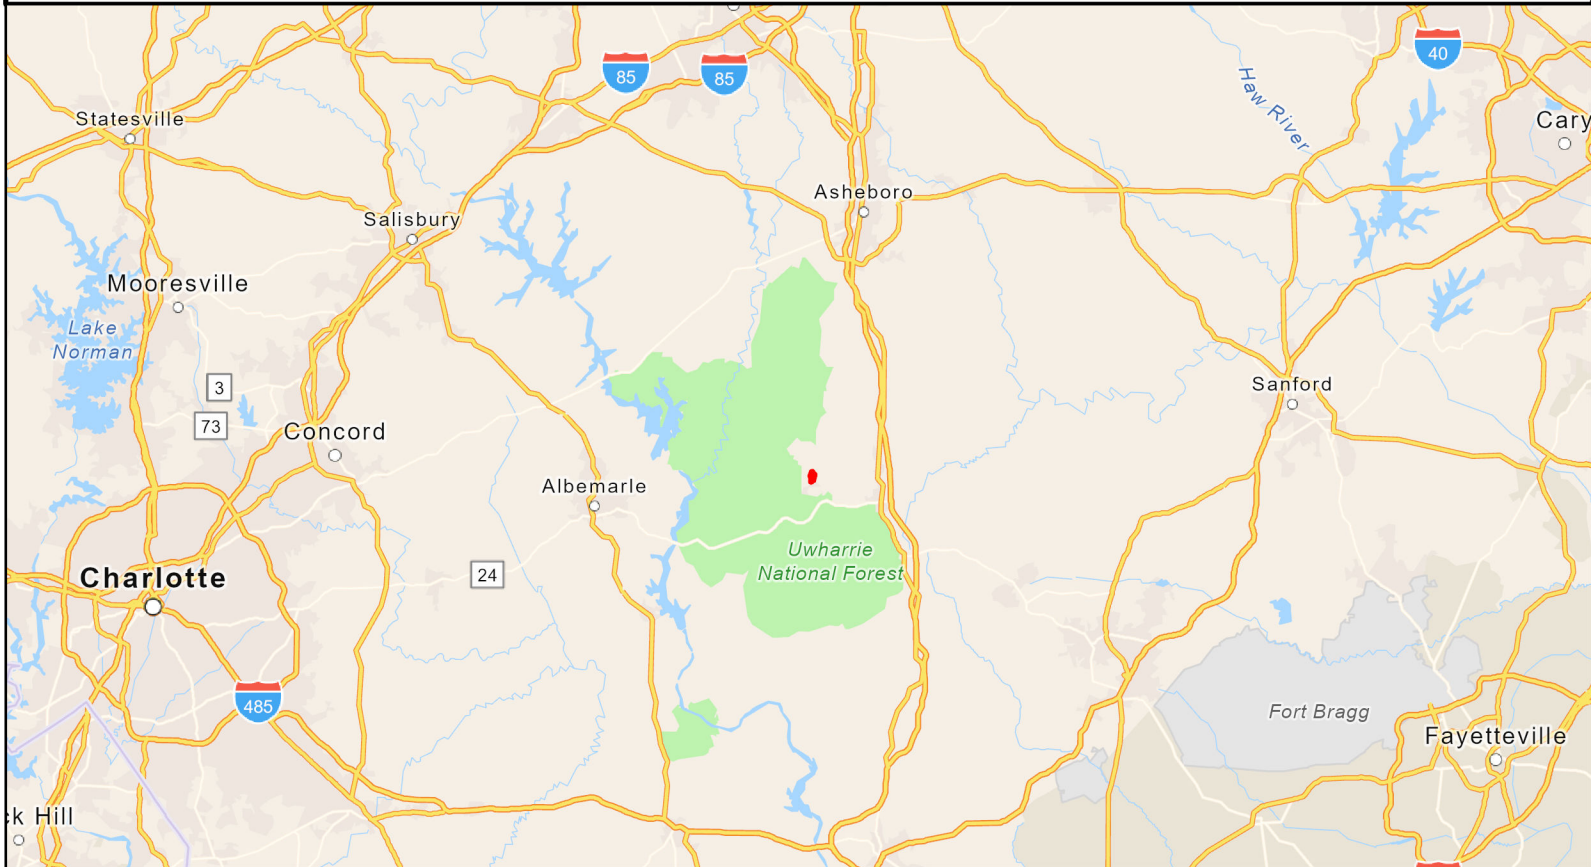 85
85
40
Haw River
Statesville
Cary
Asheboro
Salisbury
Mooresville
Lake
Norman
3
73
Sanford
Concord
Albemarle
Uwharrie
National Forest
24
Charlotte
485
Fort Bragg
Fayetteville
ck Hill